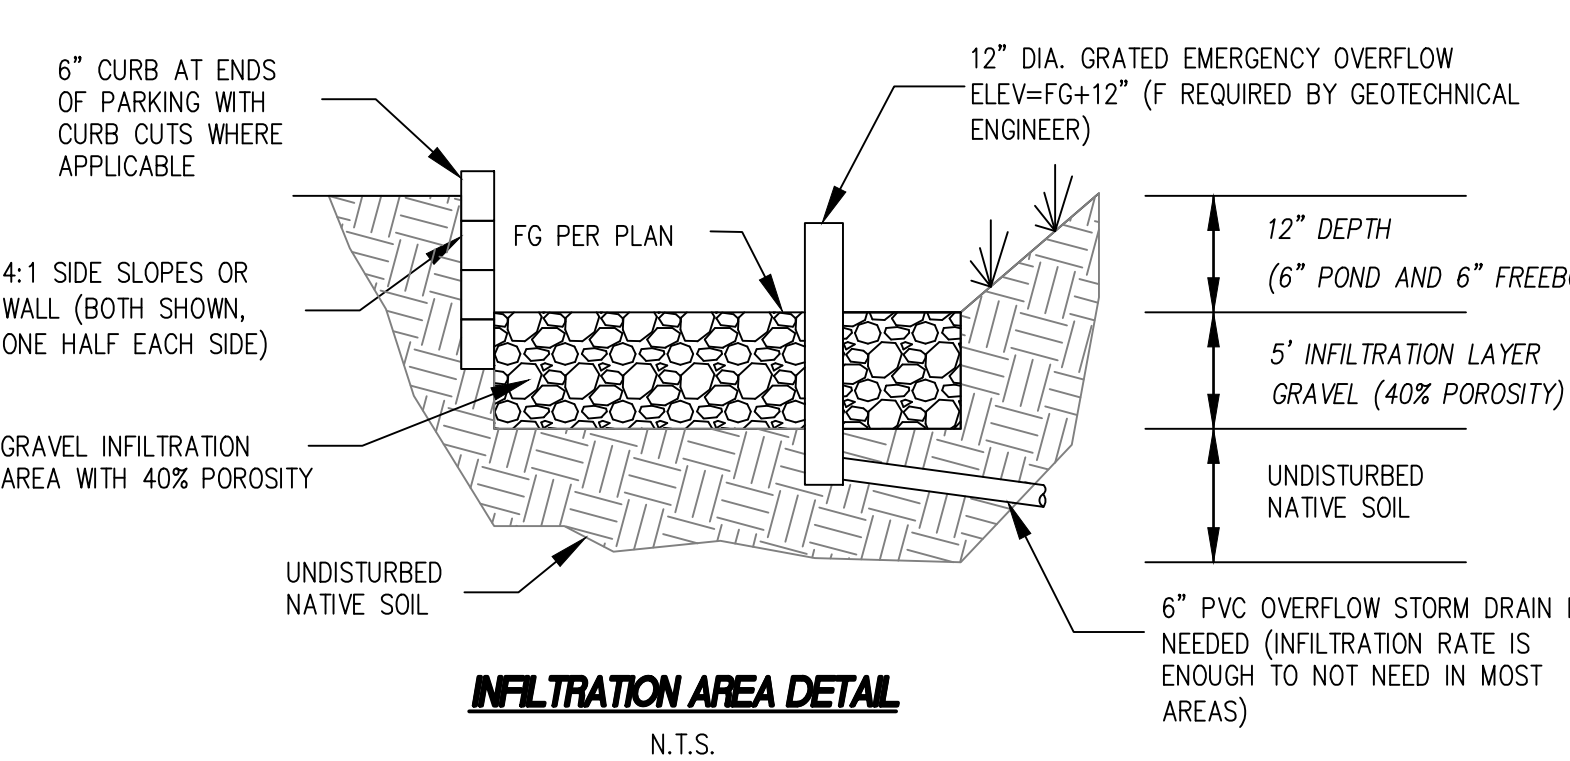 6” CURB AT ENDS
OF PARKING WITH
CURB CUTS WHERE
APPLICABLE
12” DIA. GRATED EMERGENCY OVERFLOW
ELEV=FG+12” (F REQUIRED BY GEOTECHNICAL
ENGINEER)
FG PER PLAN
12” DEPTH
(6” POND AND 6”
4:1 SIDE SLOPES OR
WALL (BOTH SHOWN,
ONE HALF EACH SIDE)
5’ INFILTRATION LAYER
GRAVEL (40% POROSITY)
GRAVEL INFILTRATION
AREA WITH 40% POROSITY
UNDISTURBED
NATIVE SOIL
UNDISTURBED
NATIVE SOIL
6” PVC OVERFLOW STORM DRAIN
NEEDED (INFILTRATION RATE IS
ENOUGH TO NOT NEED IN MOST
AREAS)
INFILTRATION AREA DETAIL
N.T.S.